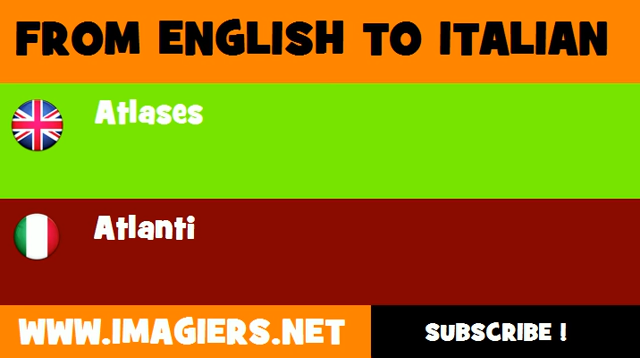 FROM ENGLISH TO ITALIAN
Atlases
Atlanti
WWW.IMAGIERS.NET
SUBSCRIBE !